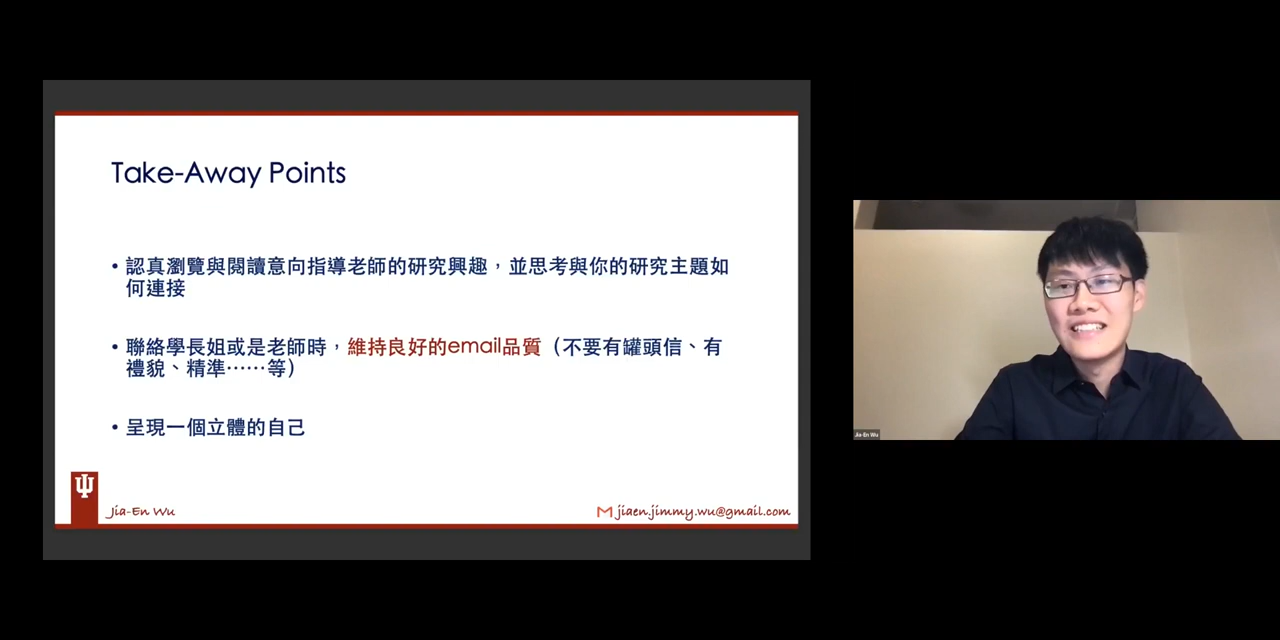 Take-Away Points
• 認真瀏覽與閱讀意向指導老師的研究興趣，並思考與你的研究主題如
何連接
• 聯絡學長姐或是老師時，維持良好的email品質（不要有罐頭信、有
禮貌、精準……等）
• 呈現一個立體的自己
Jia-En Wu
jiaen.jimmy.wu@gmail.com
Jia-En Wu